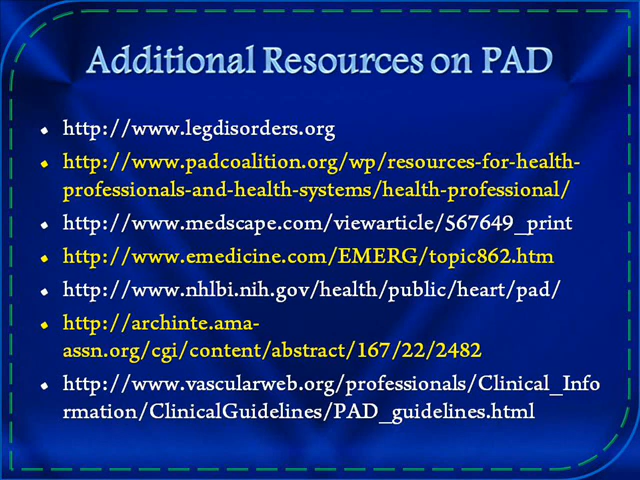 Additional Resources on PAD
http://www.legdisorders.org
http://www.padcoalition.org/wp/resources-for-health-
professionals-and-health-systems/health-professional/
http://www.medscape.com/viewarticle/567649_print
http://www.emedicine.com/EMERG/topic862.htm
http://www.nhlbi.nih.gov/health/public/heart/pad/
http://archinte.ama-
assn.org/cgi/content/abstract/167/22/2482
http://www.vascularweb.org/professionals/Clinical_Info
rmation/ClinicalGuidelines/PAD_guidelines.html